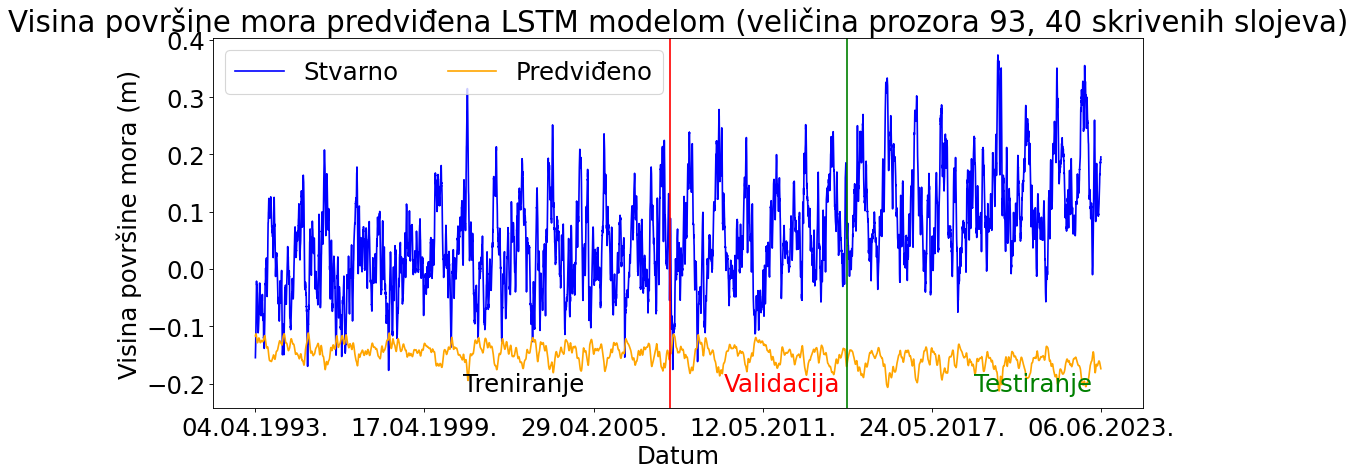 Visina površine mora predviđena LSTM modelom (veličina prozora 93, 40 skrivenih slojeva)
Stvarno
Predviđeno
Visina površine mora (m)
0.4
0.3
0.2
0.1
0.0
−0.1
−0.2
Treniranje
Validacija
Testiranje
04.04.1993.
17.04.1999.
29.04.2005.
12.05.2011.
24.05.2017.
06.06.2023.
Datum